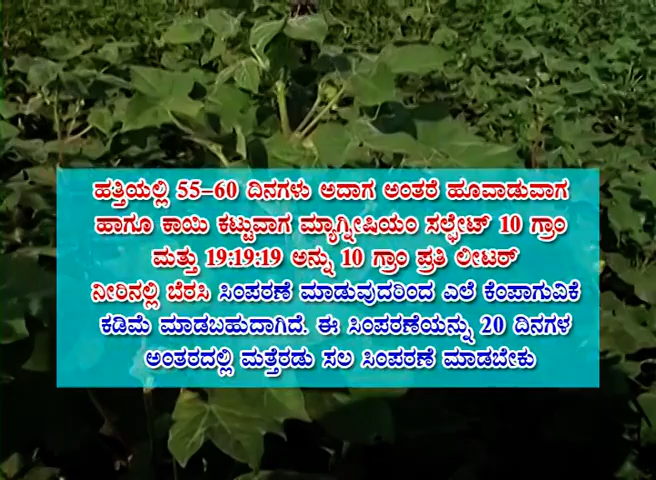 ಹತ್ತಿಯಲ್ಲಿ 55–60 ದಿನಗಳು ಅದಾಗ ಅಂತರೆ ಹೂವಾಡುವಾಗ
ಹಾಗೂ ಕಾಯಿ ಕಟ್ಟುವಾಗ ಮ್ಯಾಗ್ನೀಷಿಯಂ ಸಲ್ಫೇಟ್ 10 ಗ್ರಾಂ
ಮತ್ತು 19:19:19 ಅನ್ನು 10 ಗ್ರಾಂ ಪ್ರತಿ ಲೀಟರ್
ನೀರಿನಲ್ಲಿ ಬೆರಸಿ ಸಿಂಪರಣೆ ಮಾಡುವುದರಿಂದ ಎಲೆ ಕೆಂಪಾಗುವಿಕೆ
ಕಡಿಮೆ ಮಾಡಬಹುದಾಗಿದೆ. ಈ ಸಿಂಪರಣೆಯನ್ನು 20 ದಿನಗಳ
ಅಂತರದಲ್ಲಿ ಮತ್ತೆರಡು ಸಲ ಸಿಂಪರಣೆ ಮಾಡಬೇಕು